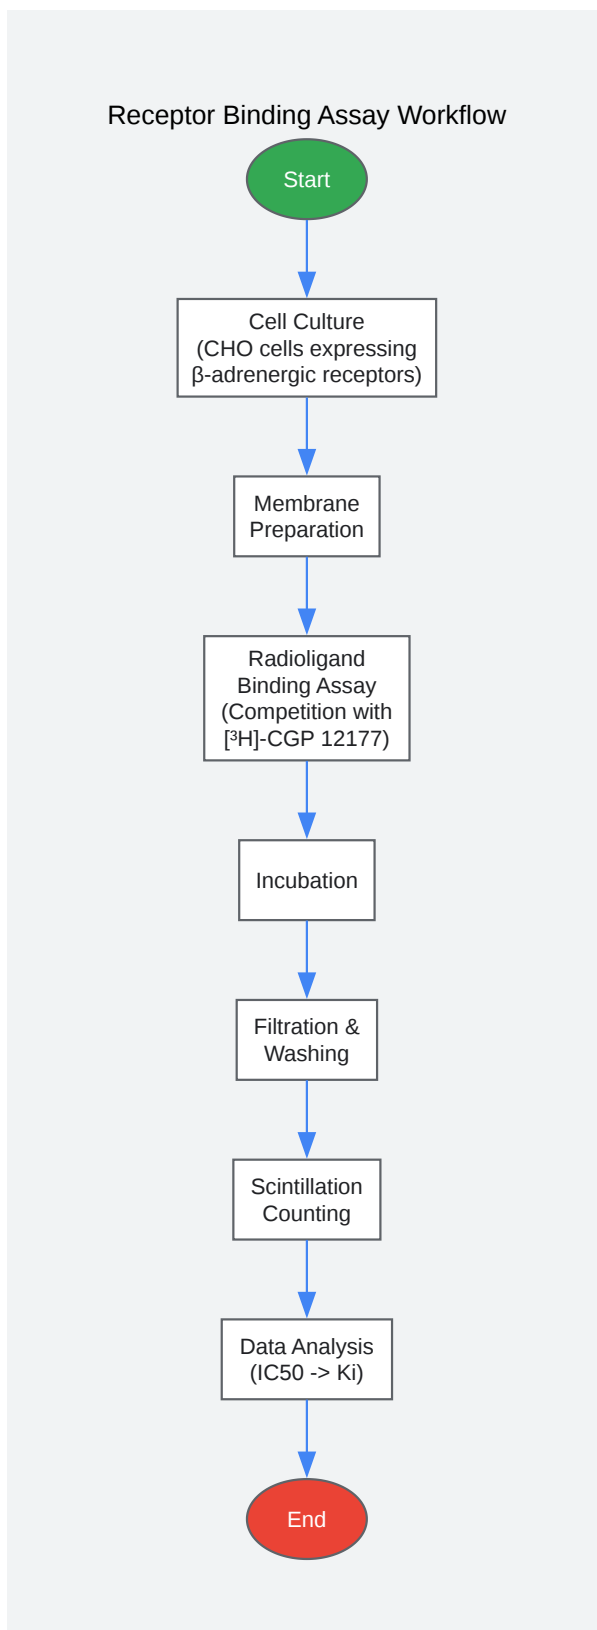 Receptor Binding Assay Workflow
Start
Cell Culture
(CHO cells expressing
β-adrenergic receptors)
Membrane
Preparation
Radioligand
Binding Assay
(Competition with
[³H]-CGP 12177)
Incubation
Filtration &
Washing
Scintillation
Counting
Data Analysis
(IC50 -> Ki)
End